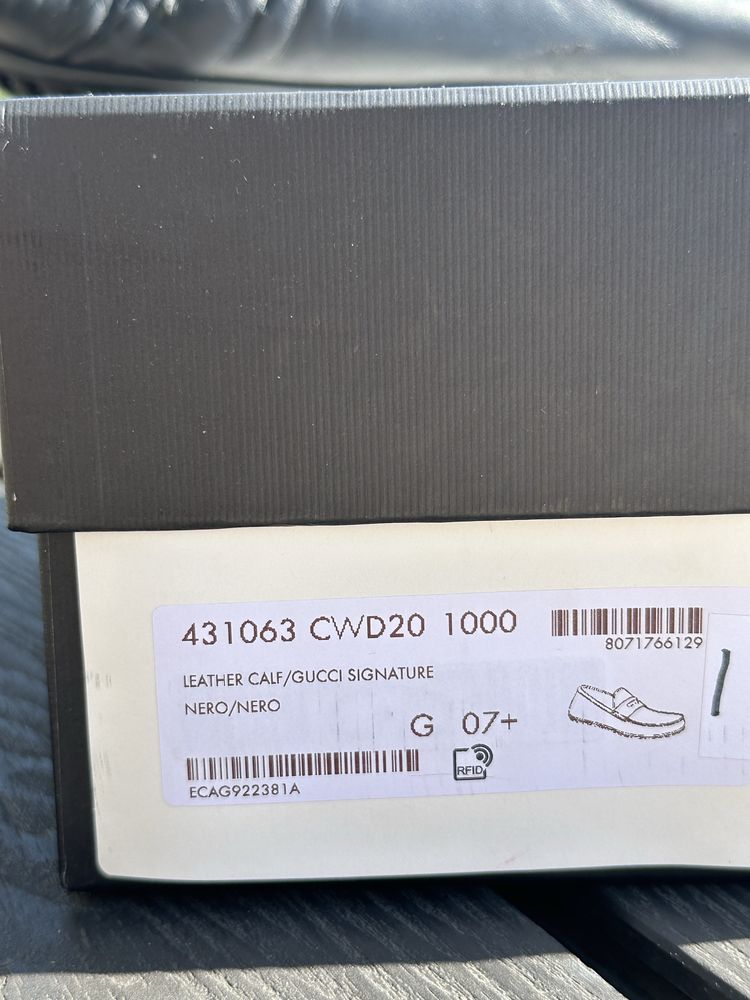 431063 CWD20 1000
8071766129
LEATHER CALF/GUCCI SIGNATURE
NERO/NERO
G 07+
RFID
ECAG922381A